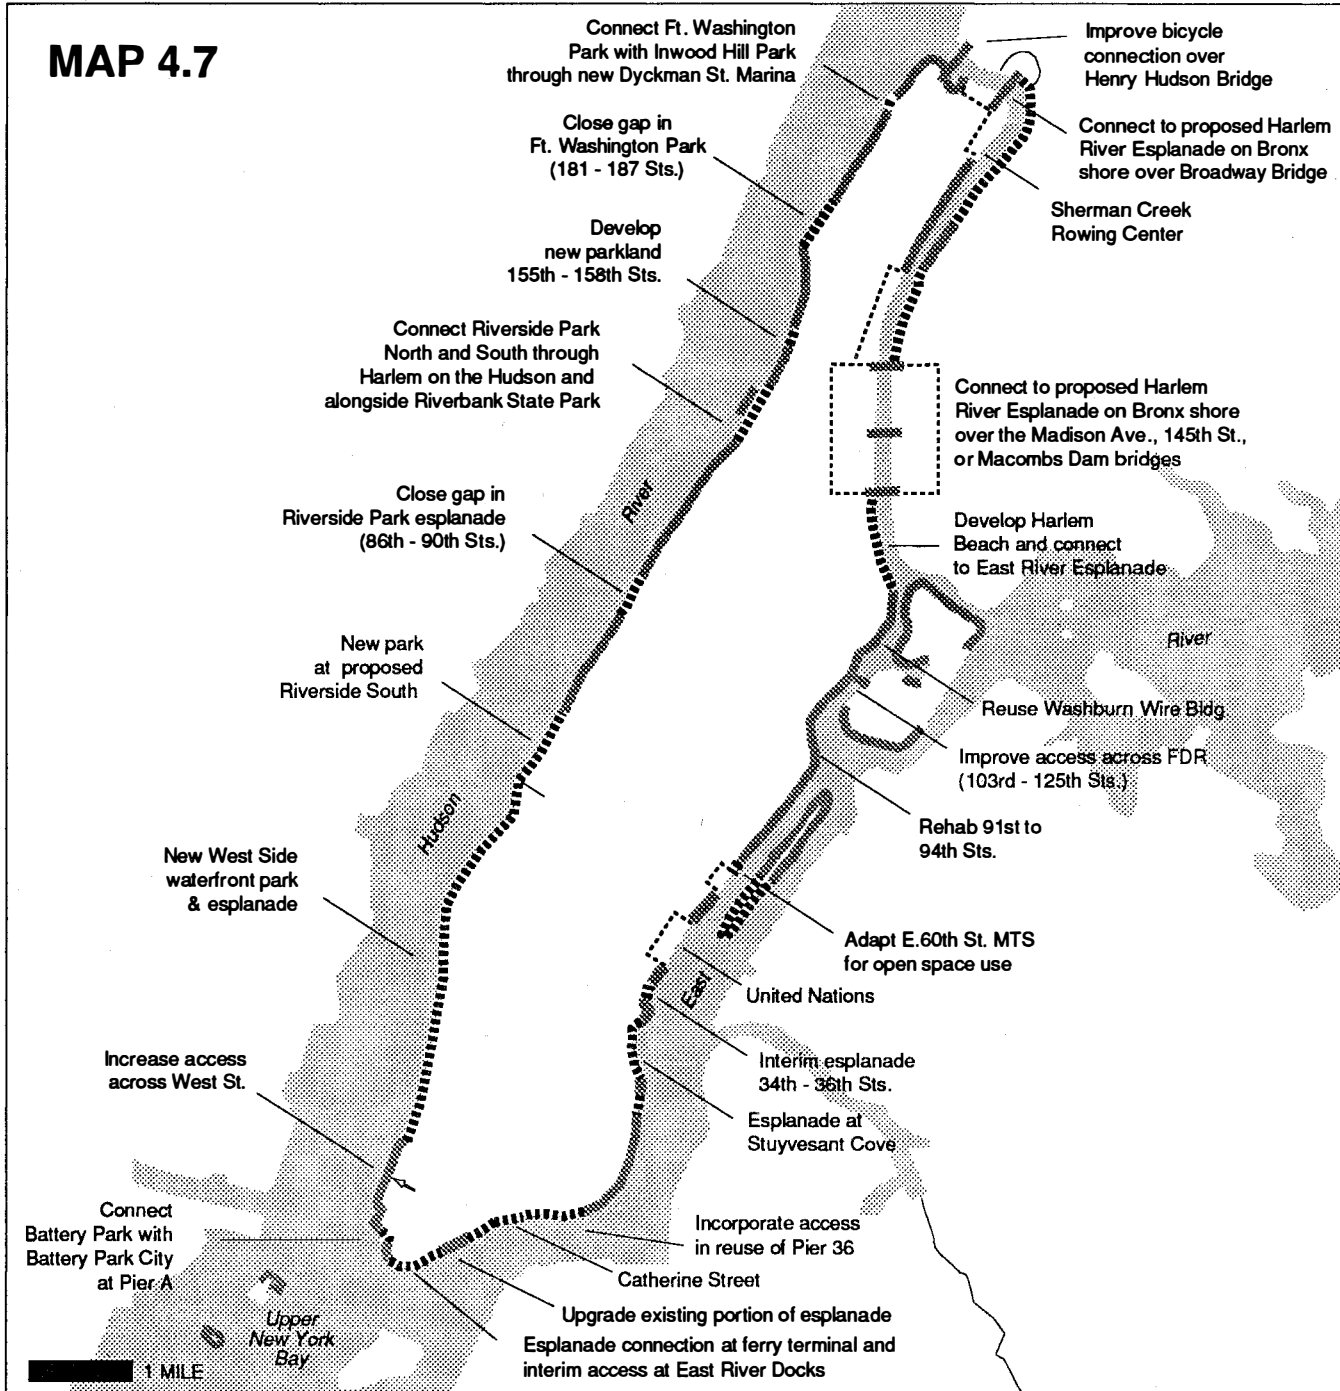 MAP 4.7
Connect Ft. Washington
Park with Inwood Hill Park
through new Dyckman St. Marina
Close gap in
Ft. Washington Park
(181 - 187 Sts.)
Develop
new parkland
155th - 158th Sts.
Connect Riverside Park
North and South through
Harlem on the Hudson and
alongside Riverbank State Park
Close gap in
Riverside Park esplanade
(86th - 90th Sts.)
New park
at proposed
Riverside South
New West Side
waterfront park
& esplanade
Increase access
across West St.
Connect
Battery Park with
Battery Park City
at Pier A
Improve bicycle
connection over
Henry Hudson Bridge
Connect to proposed Harlem
River Esplanade on Bronx
shore over Broadway Bridge
Sherman Creek
Rowing Center
Connect to proposed Harlem
River Esplanade on Bronx shore
over the Madison Ave., 145th St.,
or Macombs Dam bridges
Develop Harlem
Beach and connect
to East River Esplanade
Reuse Washburn Wire Bldg.
Improve access across FDR
(103rd - 125th Sts.)
Rehab 91st to
94th Sts.
Adapt E.60th St. MTS
for open space use
United Nations
Interim esplanade
34th - 36th Sts.
Esplanade at
Stuyvesant Cove
Incorporate access
in reuse of Pier 36
Catherine Street
Upgrade existing portion of esplanade
Esplanade connection at ferry terminal and
interim access at East River Docks
Hudson
River
East
River
Upper
New York
Bay
1 MILE